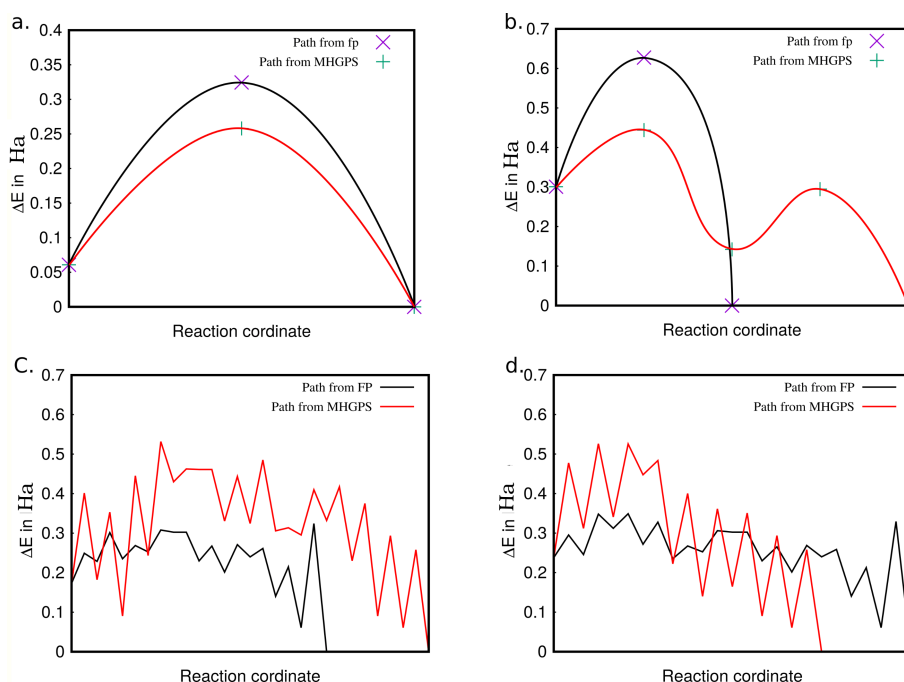 a.
0.4
0.35
0.3
0.25
0.2
0.15
0.1
0.05
0
ΔE in Ha
Path from fp
Path from MHGPS
Reaction cordinate
b.
0.7
0.6
0.5
0.4
0.3
0.2
0.1
0
ΔE in Ha
Path from fp
Path from MHGPS
Reaction cordinate
c.
0.7
0.6
0.5
0.4
0.3
0.2
0.1
0
ΔE in Ha
Path from FP
Path from MHGPS
Reaction cordinate
d.
0.7
0.6
0.5
0.4
0.3
0.2
0.1
0
ΔE in Ha
Path from FP
Path from MHGPS
Reaction cordinate